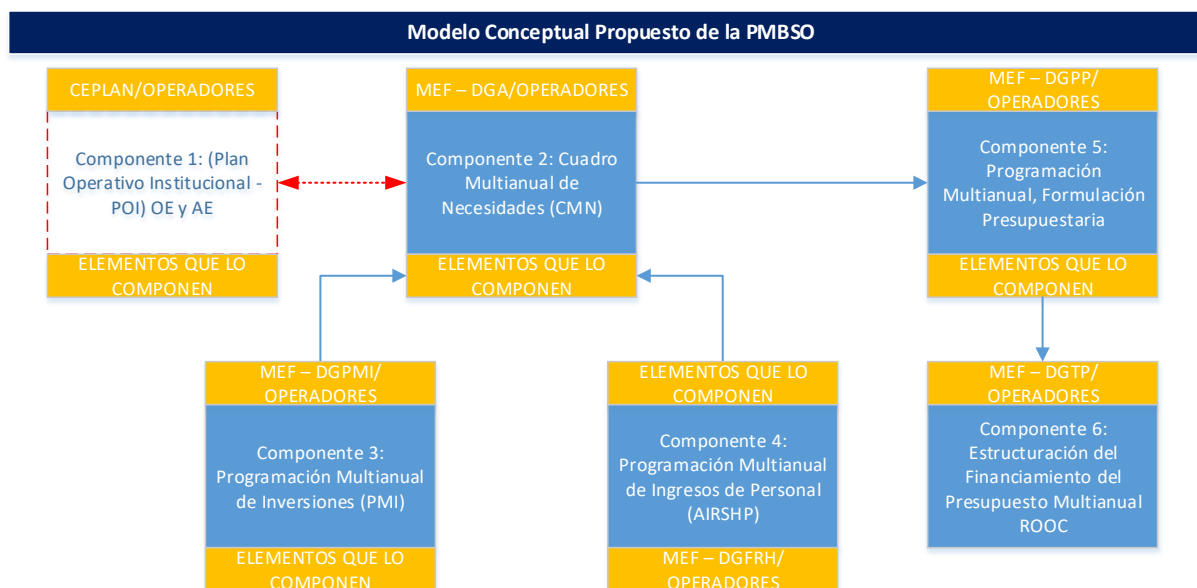 Modelo Conceptual Propuesto de la PMBSO
CEPLAN/OPERADORES
Componente 1: (Plan
Operativo Institucional -
POI) OE y AE
ELEMENTOS QUE LO
COMPONEN
MEF – DGA/OPERADORES
Componente 2: Cuadro
Multianual de
Necesidades (CMN)
ELEMENTOS QUE LO
COMPONEN
MEF – DGPP/
OPERADORES
Componente 5:
Programación
Multianual, Formulación
Presupuestaria
ELEMENTOS QUE LO
COMPONEN
MEF – DGPMI/
OPERADORES
Componente 3:
Programación Multianual
de Inversiones (PMI)
ELEMENTOS QUE LO
COMPONEN
ELEMENTOS QUE LO
COMPONEN
Componente 4:
Programación Multianual
de Ingresos de Personal
(AIRSHP)
MEF – DGFRH/
OPERADORES
MEF – DGTP/
OPERADORES
Componente 6:
Estructuración del
Financiamiento del
Presupuesto Multianual
ROOC